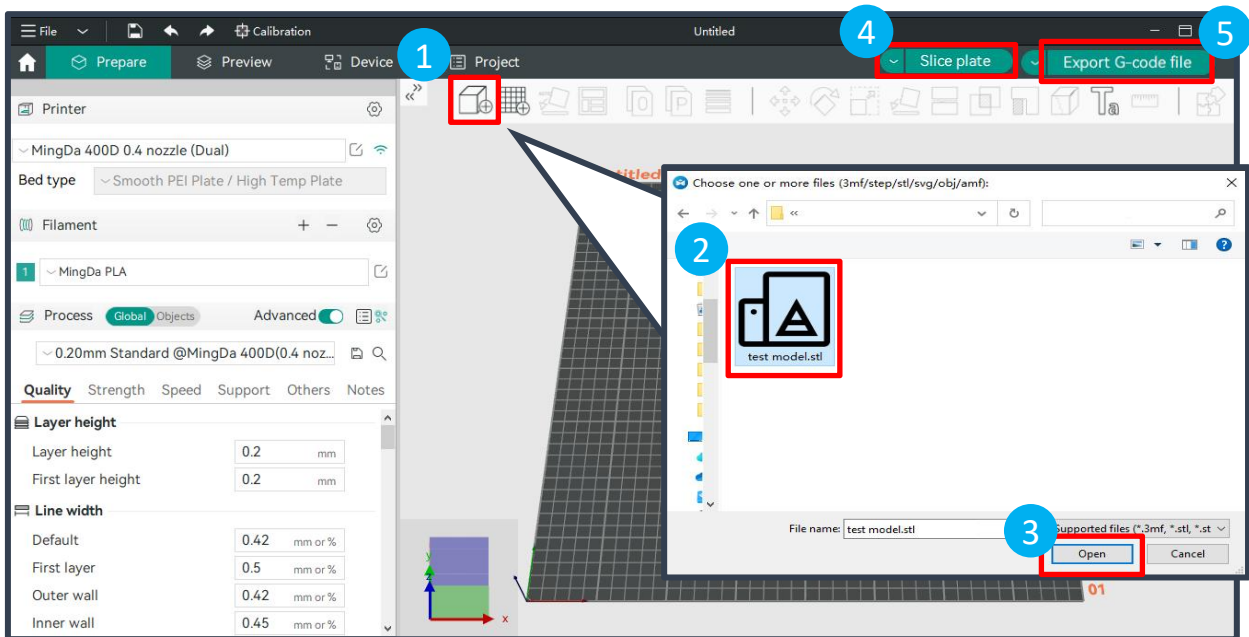 File
Calibration
Untitled
1
4
5
Prepare
Preview
Device
Project
Slice plate
Export G-code file
Printer
MingDa 400D 0.4 nozzle (Dual)
Bed type
Smooth PEI Plate / High Temp Plate
Filament
1
MingDa PLA
Process
Global
Objects
Advanced
0.20mm Standard @MingDa 400D(0.4 noz...
Quality Strength Speed Support Others Notes
Layer height
Layer height 0.2 mm
First layer height 0.2 mm
Line width
Default 0.42 mm or %
First layer 0.5 mm or %
Outer wall 0.42 mm or %
Inner wall 0.45 mm or %
Choose one or more files (3mf/step/stl/svg/obj/amf):
2
test model.stl
File name: test model.stl
Supported files (*.3mf, *.stl, *.st
3
Open
Cancel
01
y
z
x